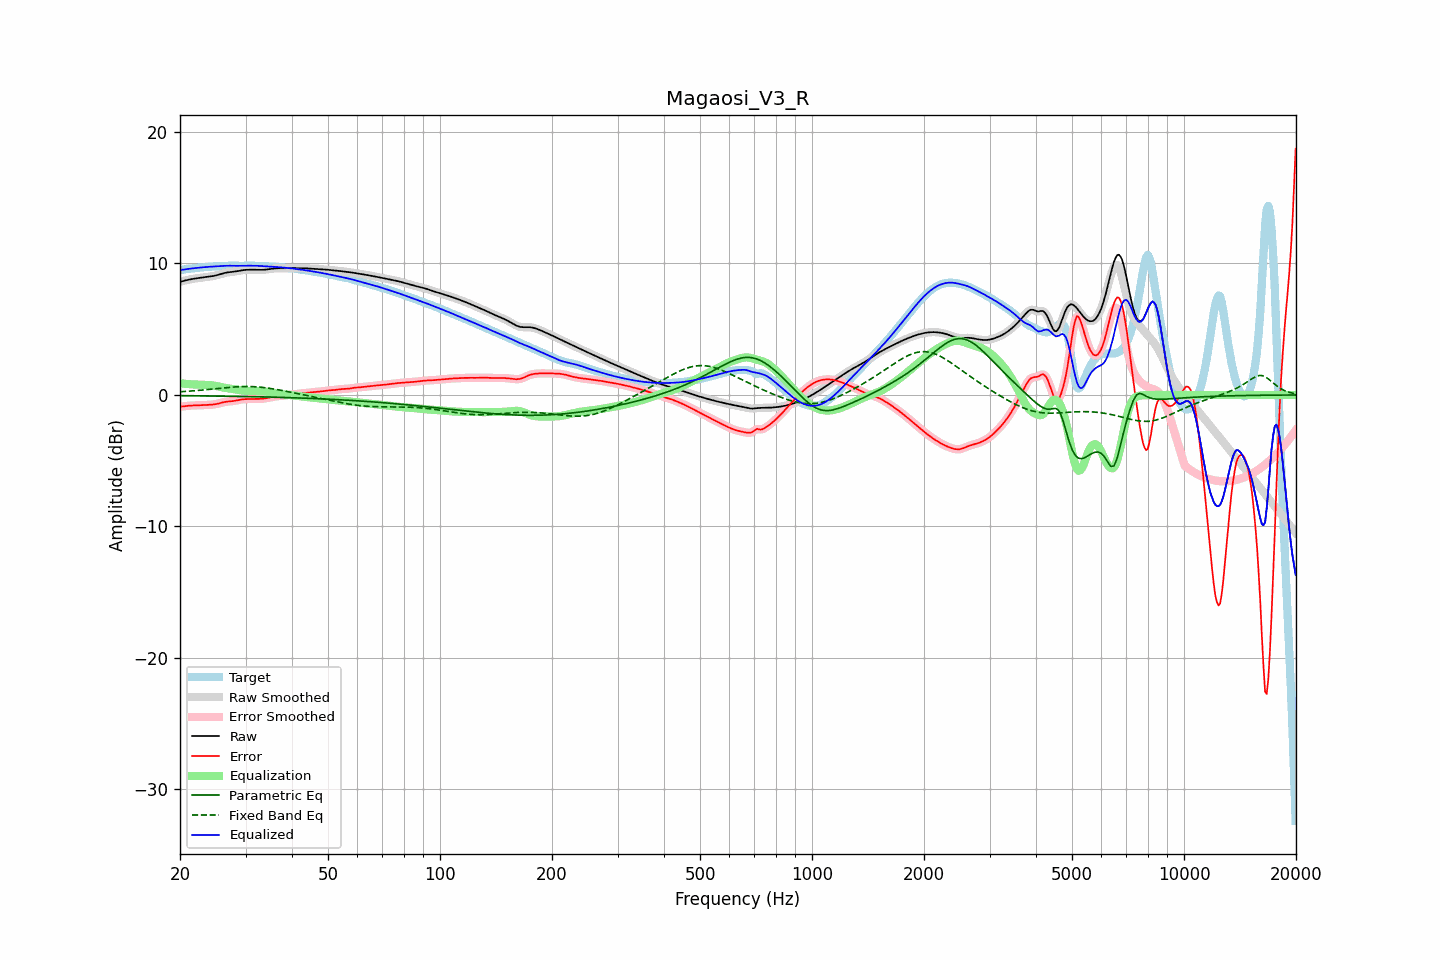 Magaosi_V3_R
Amplitude (dBr)
20
10
0
−10
−20
−30
Target
Raw Smoothed
Error Smoothed
Raw
Error
Equalization
Parametric Eq
Fixed Band Eq
Equalized
20 50 100 200 500 1000 2000 5000 10000 20000
Frequency (Hz)